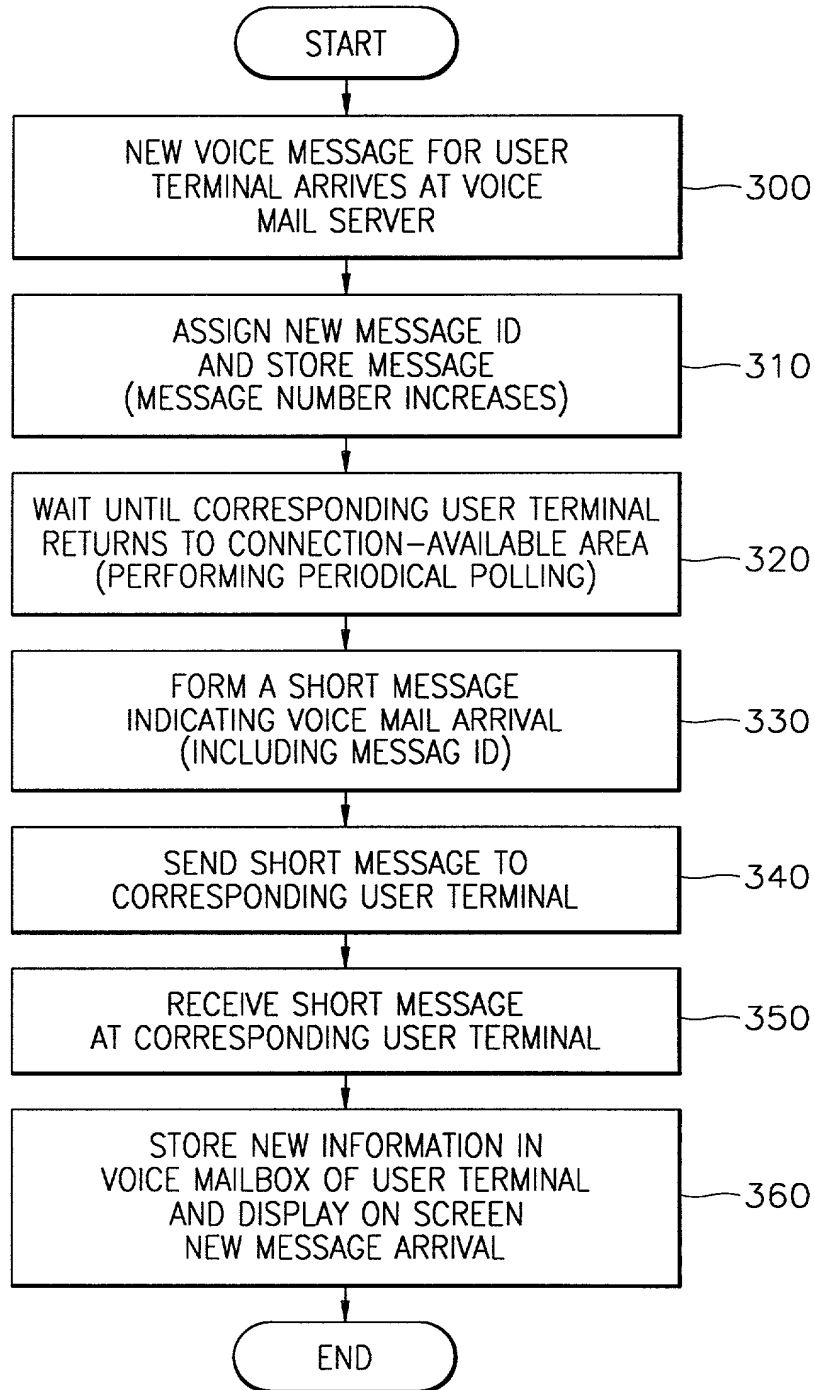 START
NEW VOICE MESSAGE FOR USER
TERMINAL ARRIVES AT VOICE
MAIL SERVER
300
ASSIGN NEW MESSAGE ID
AND STORE MESSAGE
(MESSAGE NUMBER INCREASES)
310
WAIT UNTIL CORRESPONDING USER TERMINAL
RETURNS TO CONNECTION-AVAILABLE AREA
(PERFORMING PERIODICAL POLLING)
320
FORM A SHORT MESSAGE
INDICATING VOICE MAIL ARRIVAL
(INCLUDING MESSAG ID)
330
SEND SHORT MESSAGE TO
CORRESPONDING USER TERMINAL
340
RECEIVE SHORT MESSAGE
AT CORRESPONDING USER TERMINAL
350
STORE NEW INFORMATION IN
VOICE MAILBOX OF USER TERMINAL
AND DISPLAY ON SCREEN
NEW MESSAGE ARRIVAL
360
END